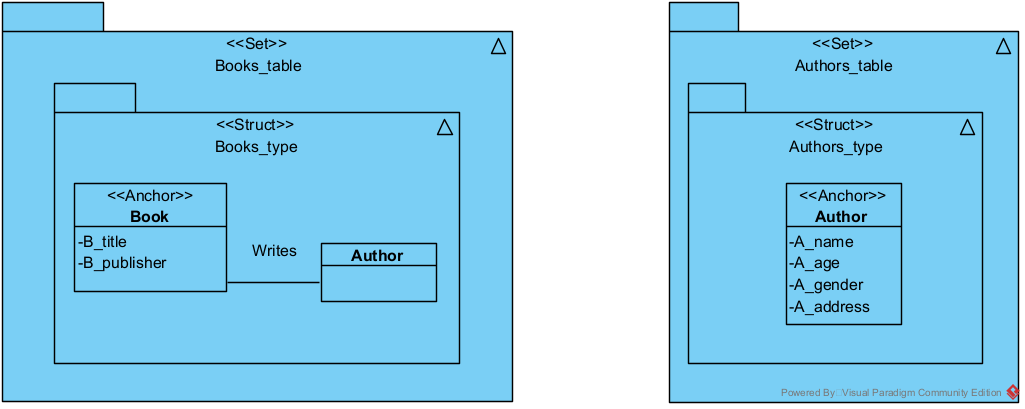 <<Set>>
Books_table
<<Struct>>
Books_type
<<Anchor>>
Book
-B_title
-B_publisher
Writes
Author
<<Set>>
Authors_table
<<Struct>>
Authors_type
<<Anchor>>
Author
-A_name
-A_age
-A_gender
-A_address
Powered By Visual Paradigm Community Edition